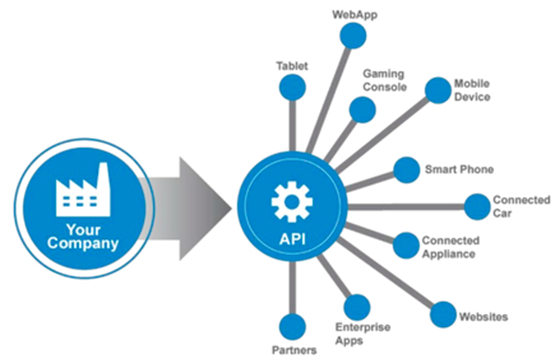 WebApp
Tablet
Gaming
Console
Mobile
Device
Smart Phone
Your
Company
API
Connected
Car
Connected
Appliance
Websites
Enterprise
Apps
Partners